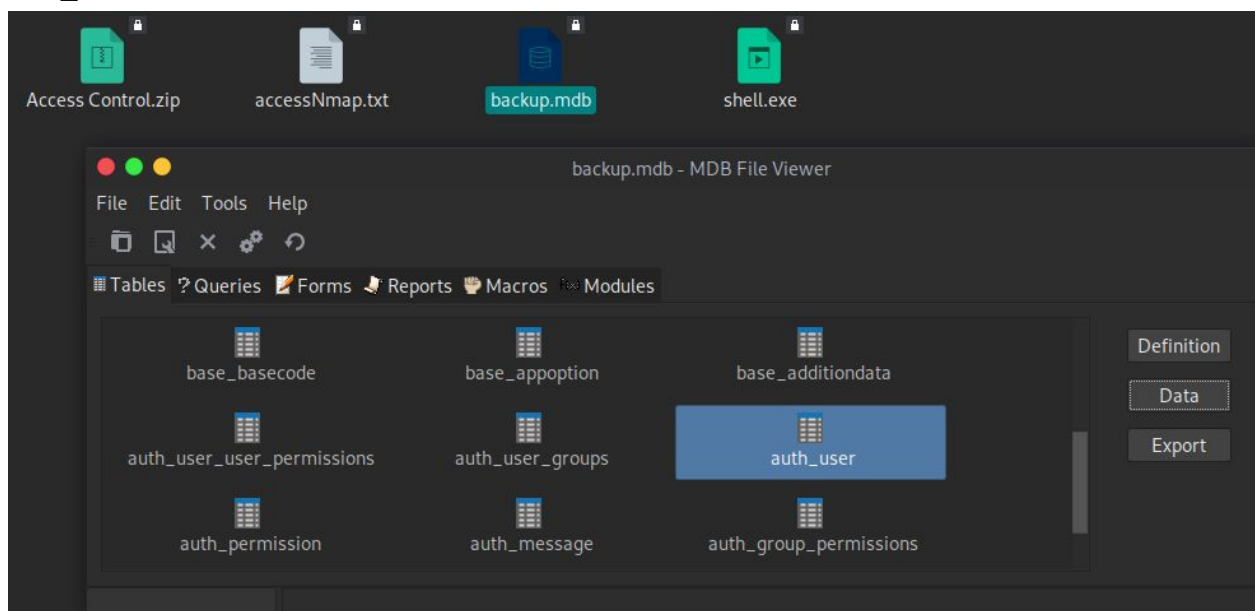 Access Control.zip accessNmap.txt backup.mdb shell.exe
backup.mdb - MDB File Viewer
File Edit Tools Help
Tables ? Queries Forms Reports Macros Modules
base_basecode base_appoption base_additiondata
Definition
Data
auth_user_user_permissions auth_user_groups auth_user
Export
auth_permission auth_message auth_group_permissions